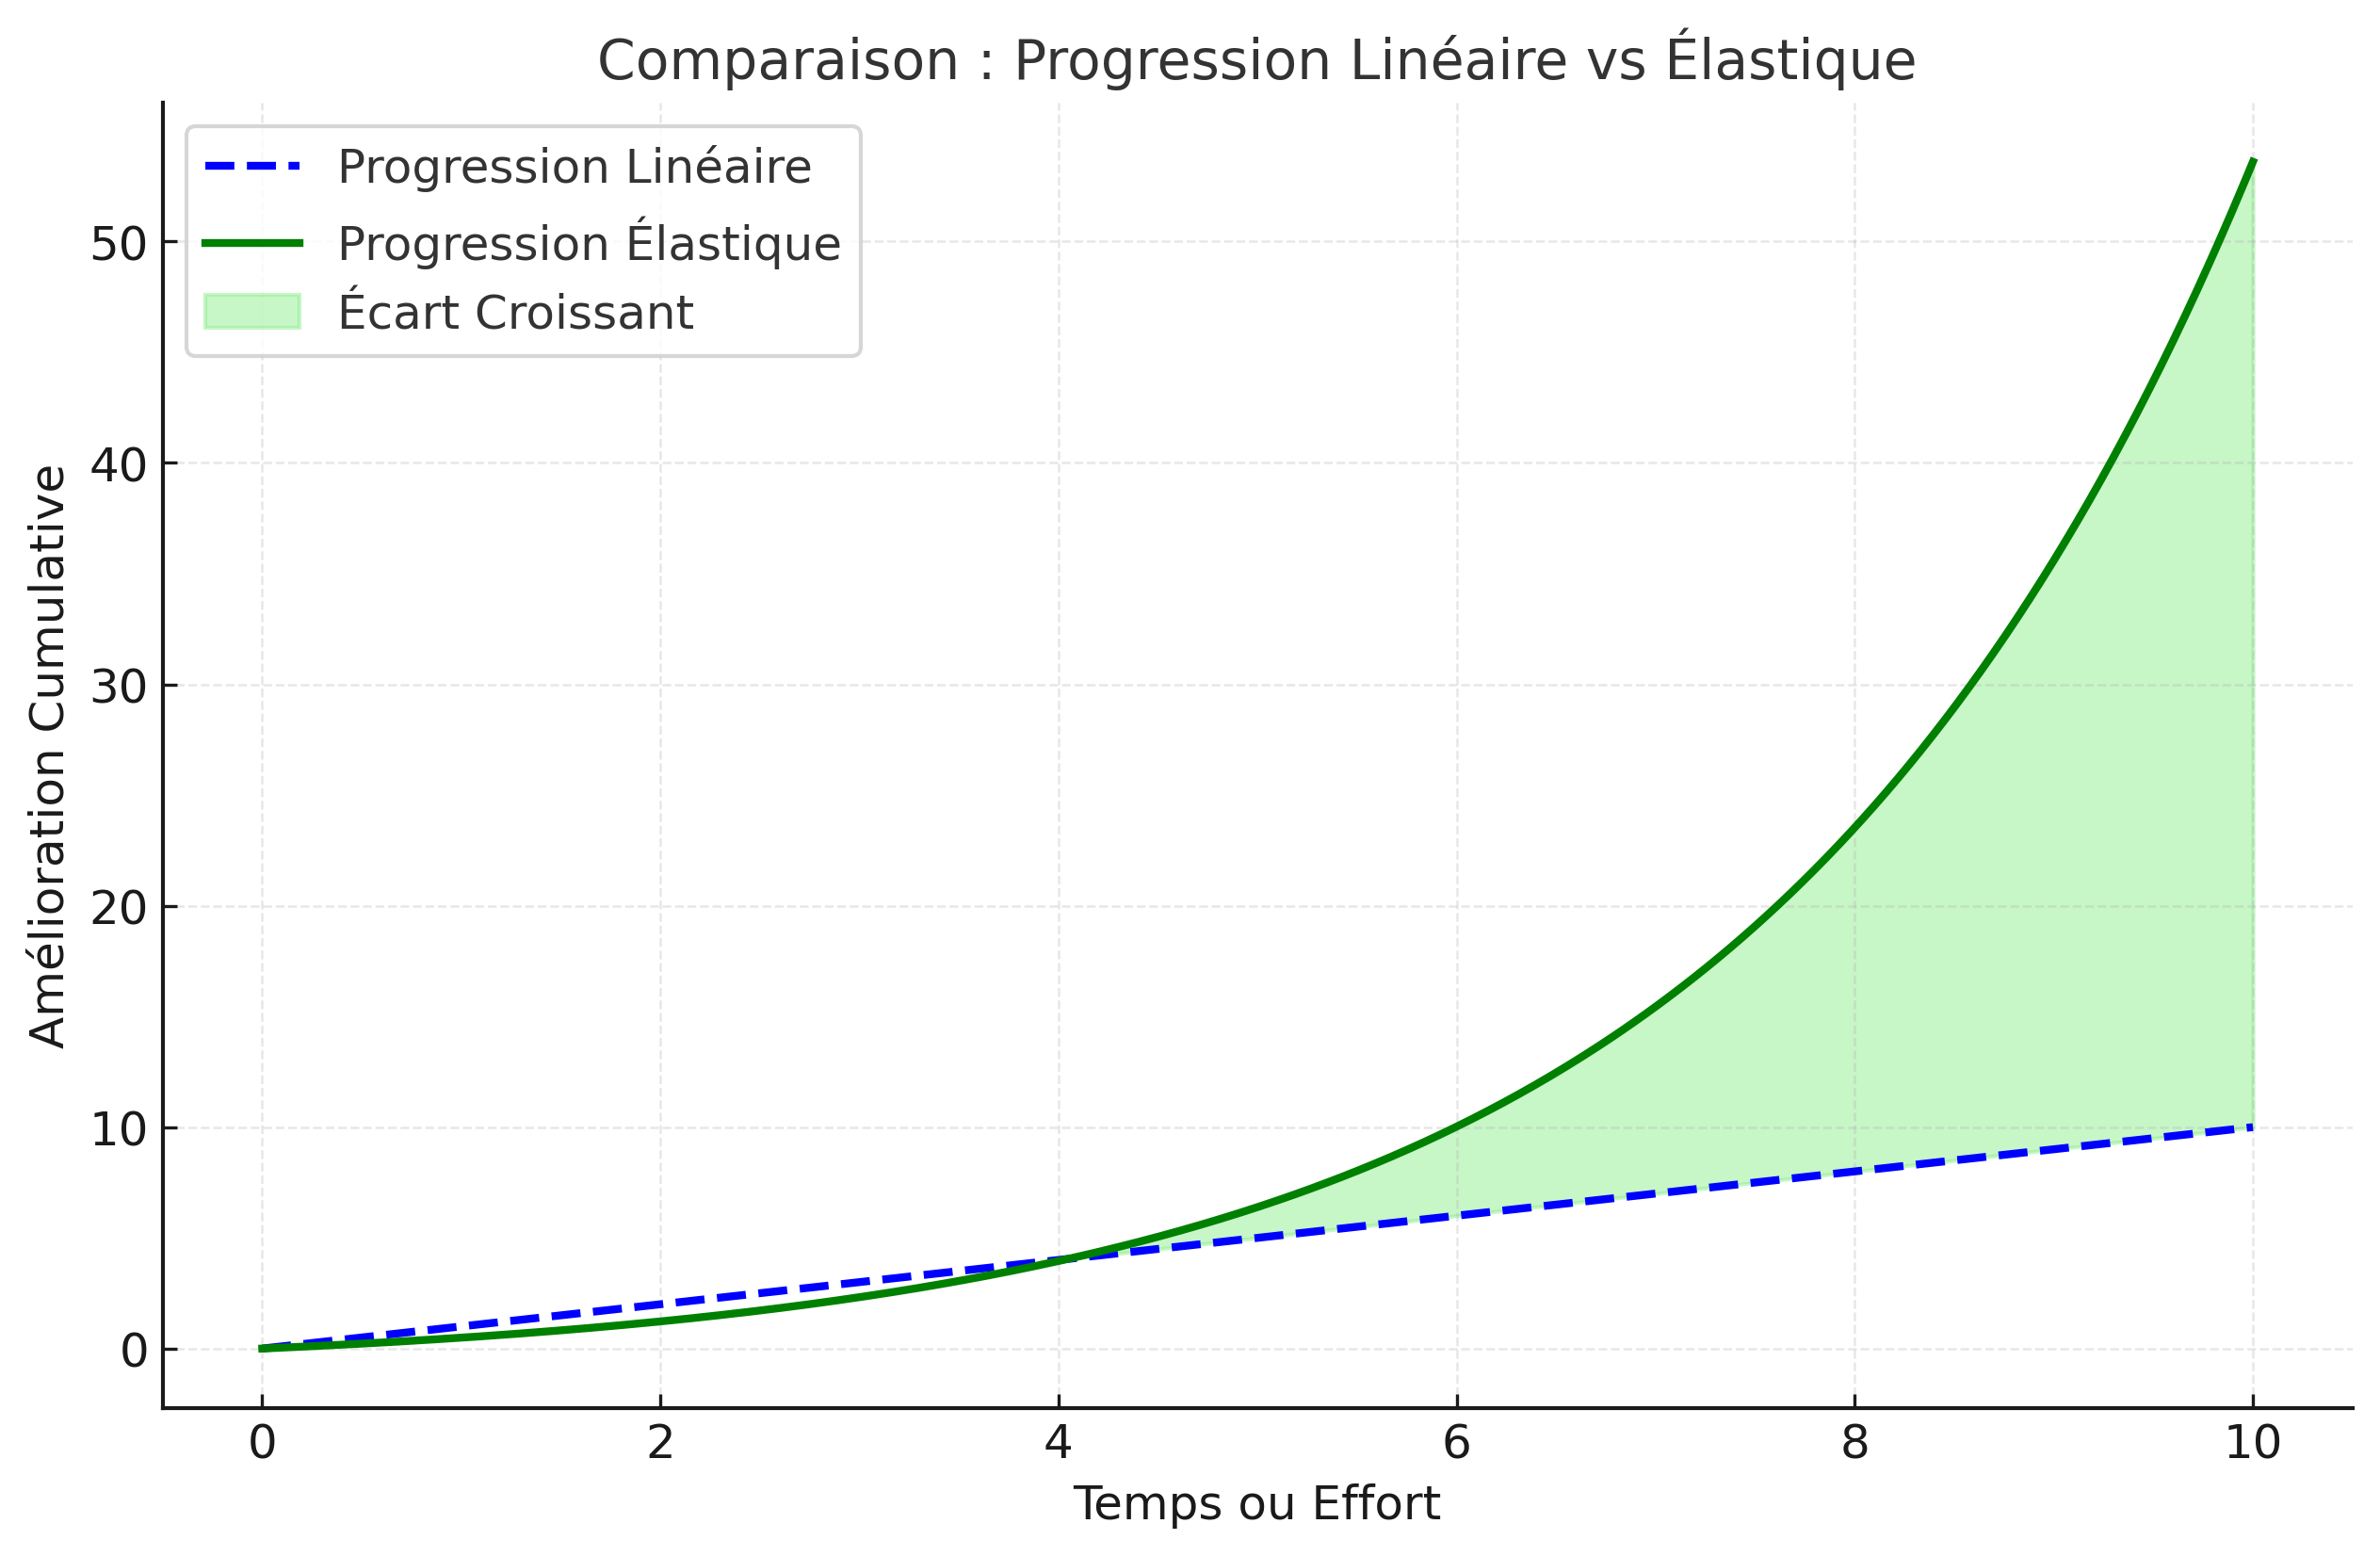 Comparaison : Progression Linéaire vs Élastique
Progression Linéaire
Progression Élastique
Écart Croissant
Amélioration Cumulative
50
40
30
20
10
0
0 2 4 6 8 10
Temps ou Effort